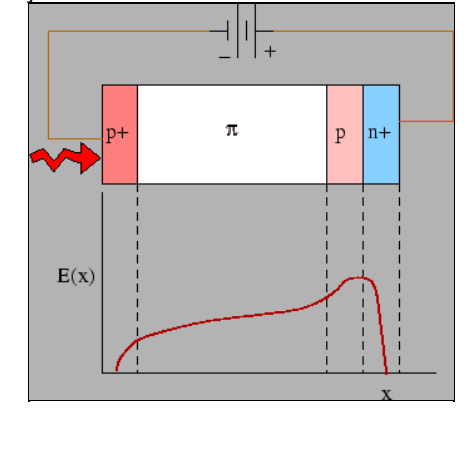 − +
p+ π p n+
E(x)
x